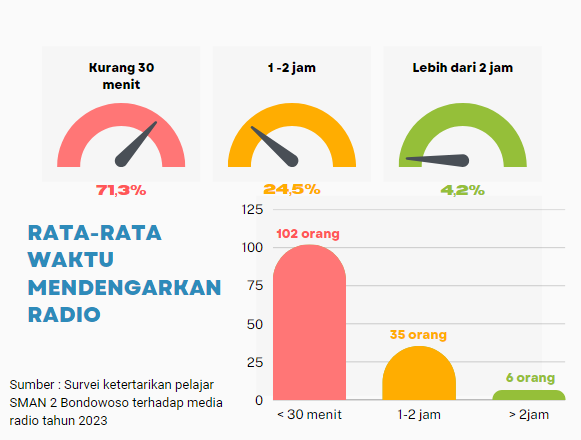 Kurang 30
menit
1 -2 jam
Lebih dari 2 jam
71,3%
24,5%
4,2%
RATA-RATA
WAKTU
MENDENGARKAN
RADIO
Sumber : Survei ketertarikan pelajar
SMAN 2 Bondowoso terhadap media
radio tahun 2023
125
100
75
50
25
0
102 orang
35 orang
6 orang
< 30 menit
1-2 jam
> 2jam